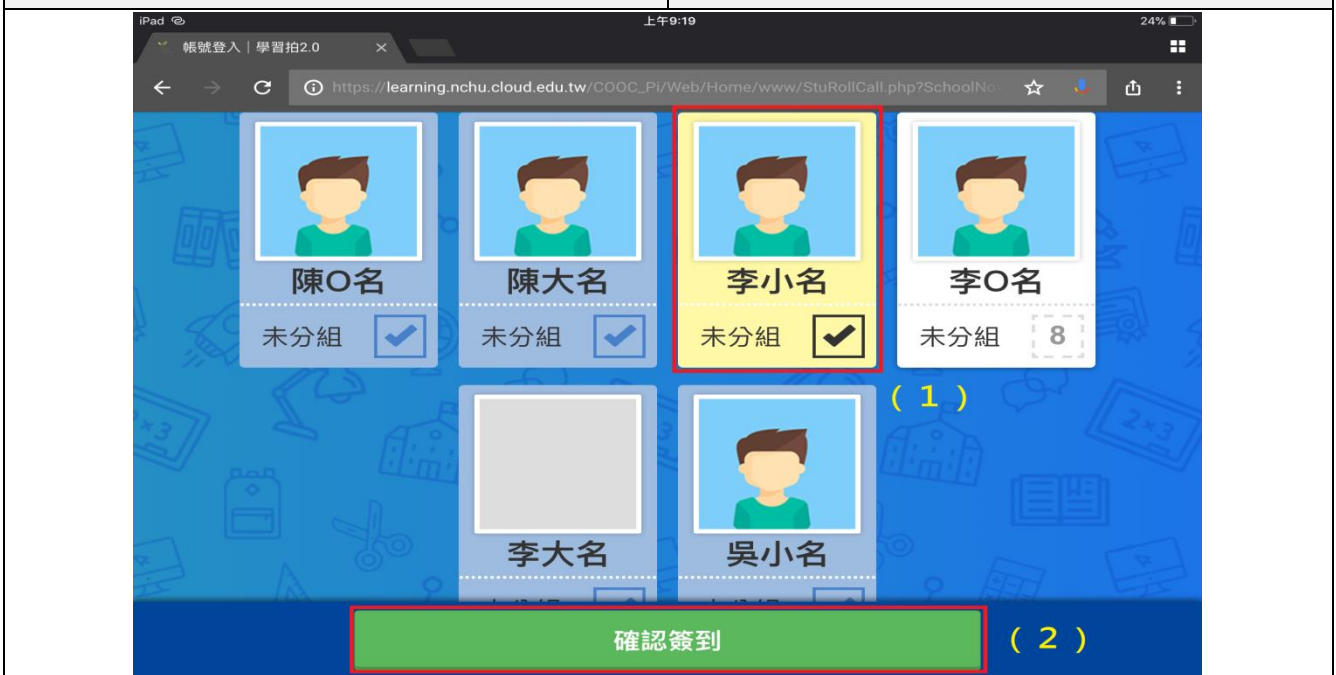 iPad 上午9:19 24%
帳號登入｜學習拍2.0
https://learning.nchu.cloud.edu.tw/COOC_Pi/Web/Home/www/StuRollCall.php?SchoolNo
陳O名 陳大名 李小名 李O名
未分組 未分組 未分組 未分組 8
(1)
李大名 吳小名
確認簽到 (2)